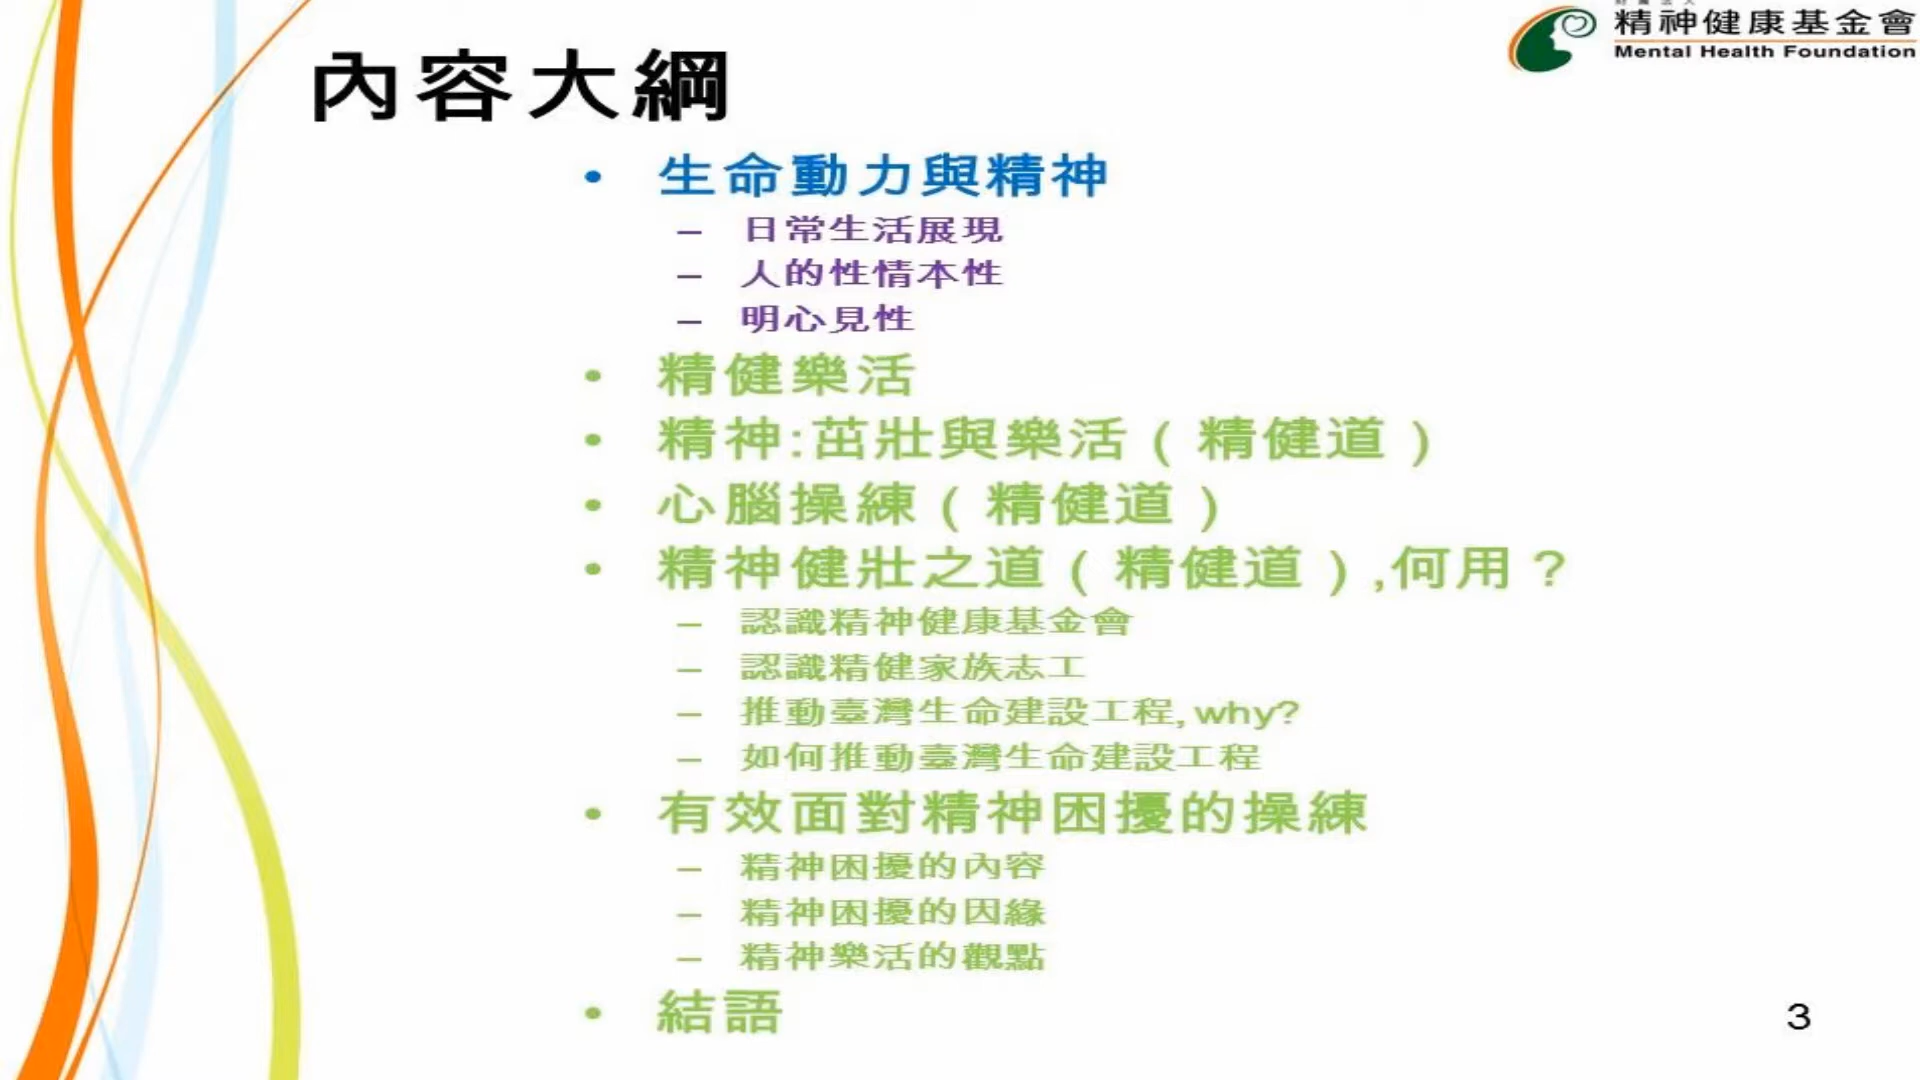 精神健康基金會
Mental Health Foundation
內容大綱
• 生命動力與精神
– 日常生活展現
– 人的性情本性
– 明心見性
• 精健樂活
• 精神:茁壯與樂活（精健道）
• 心腦操練（精健道）
• 精神健壯之道（精健道）,何用？
– 認識精神健康基金會
– 認識精健家族志工
– 推動臺灣生命建設工程, why?
– 如何推動臺灣生命建設工程
• 有效面對精神困擾的操練
– 精神困擾的內容
– 精神困擾的因緣
– 精神樂活的觀點
• 結語
3